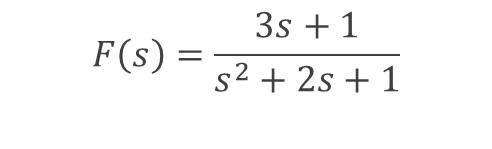 F(s) = (3s + 1) / (s² + 2s + 1)